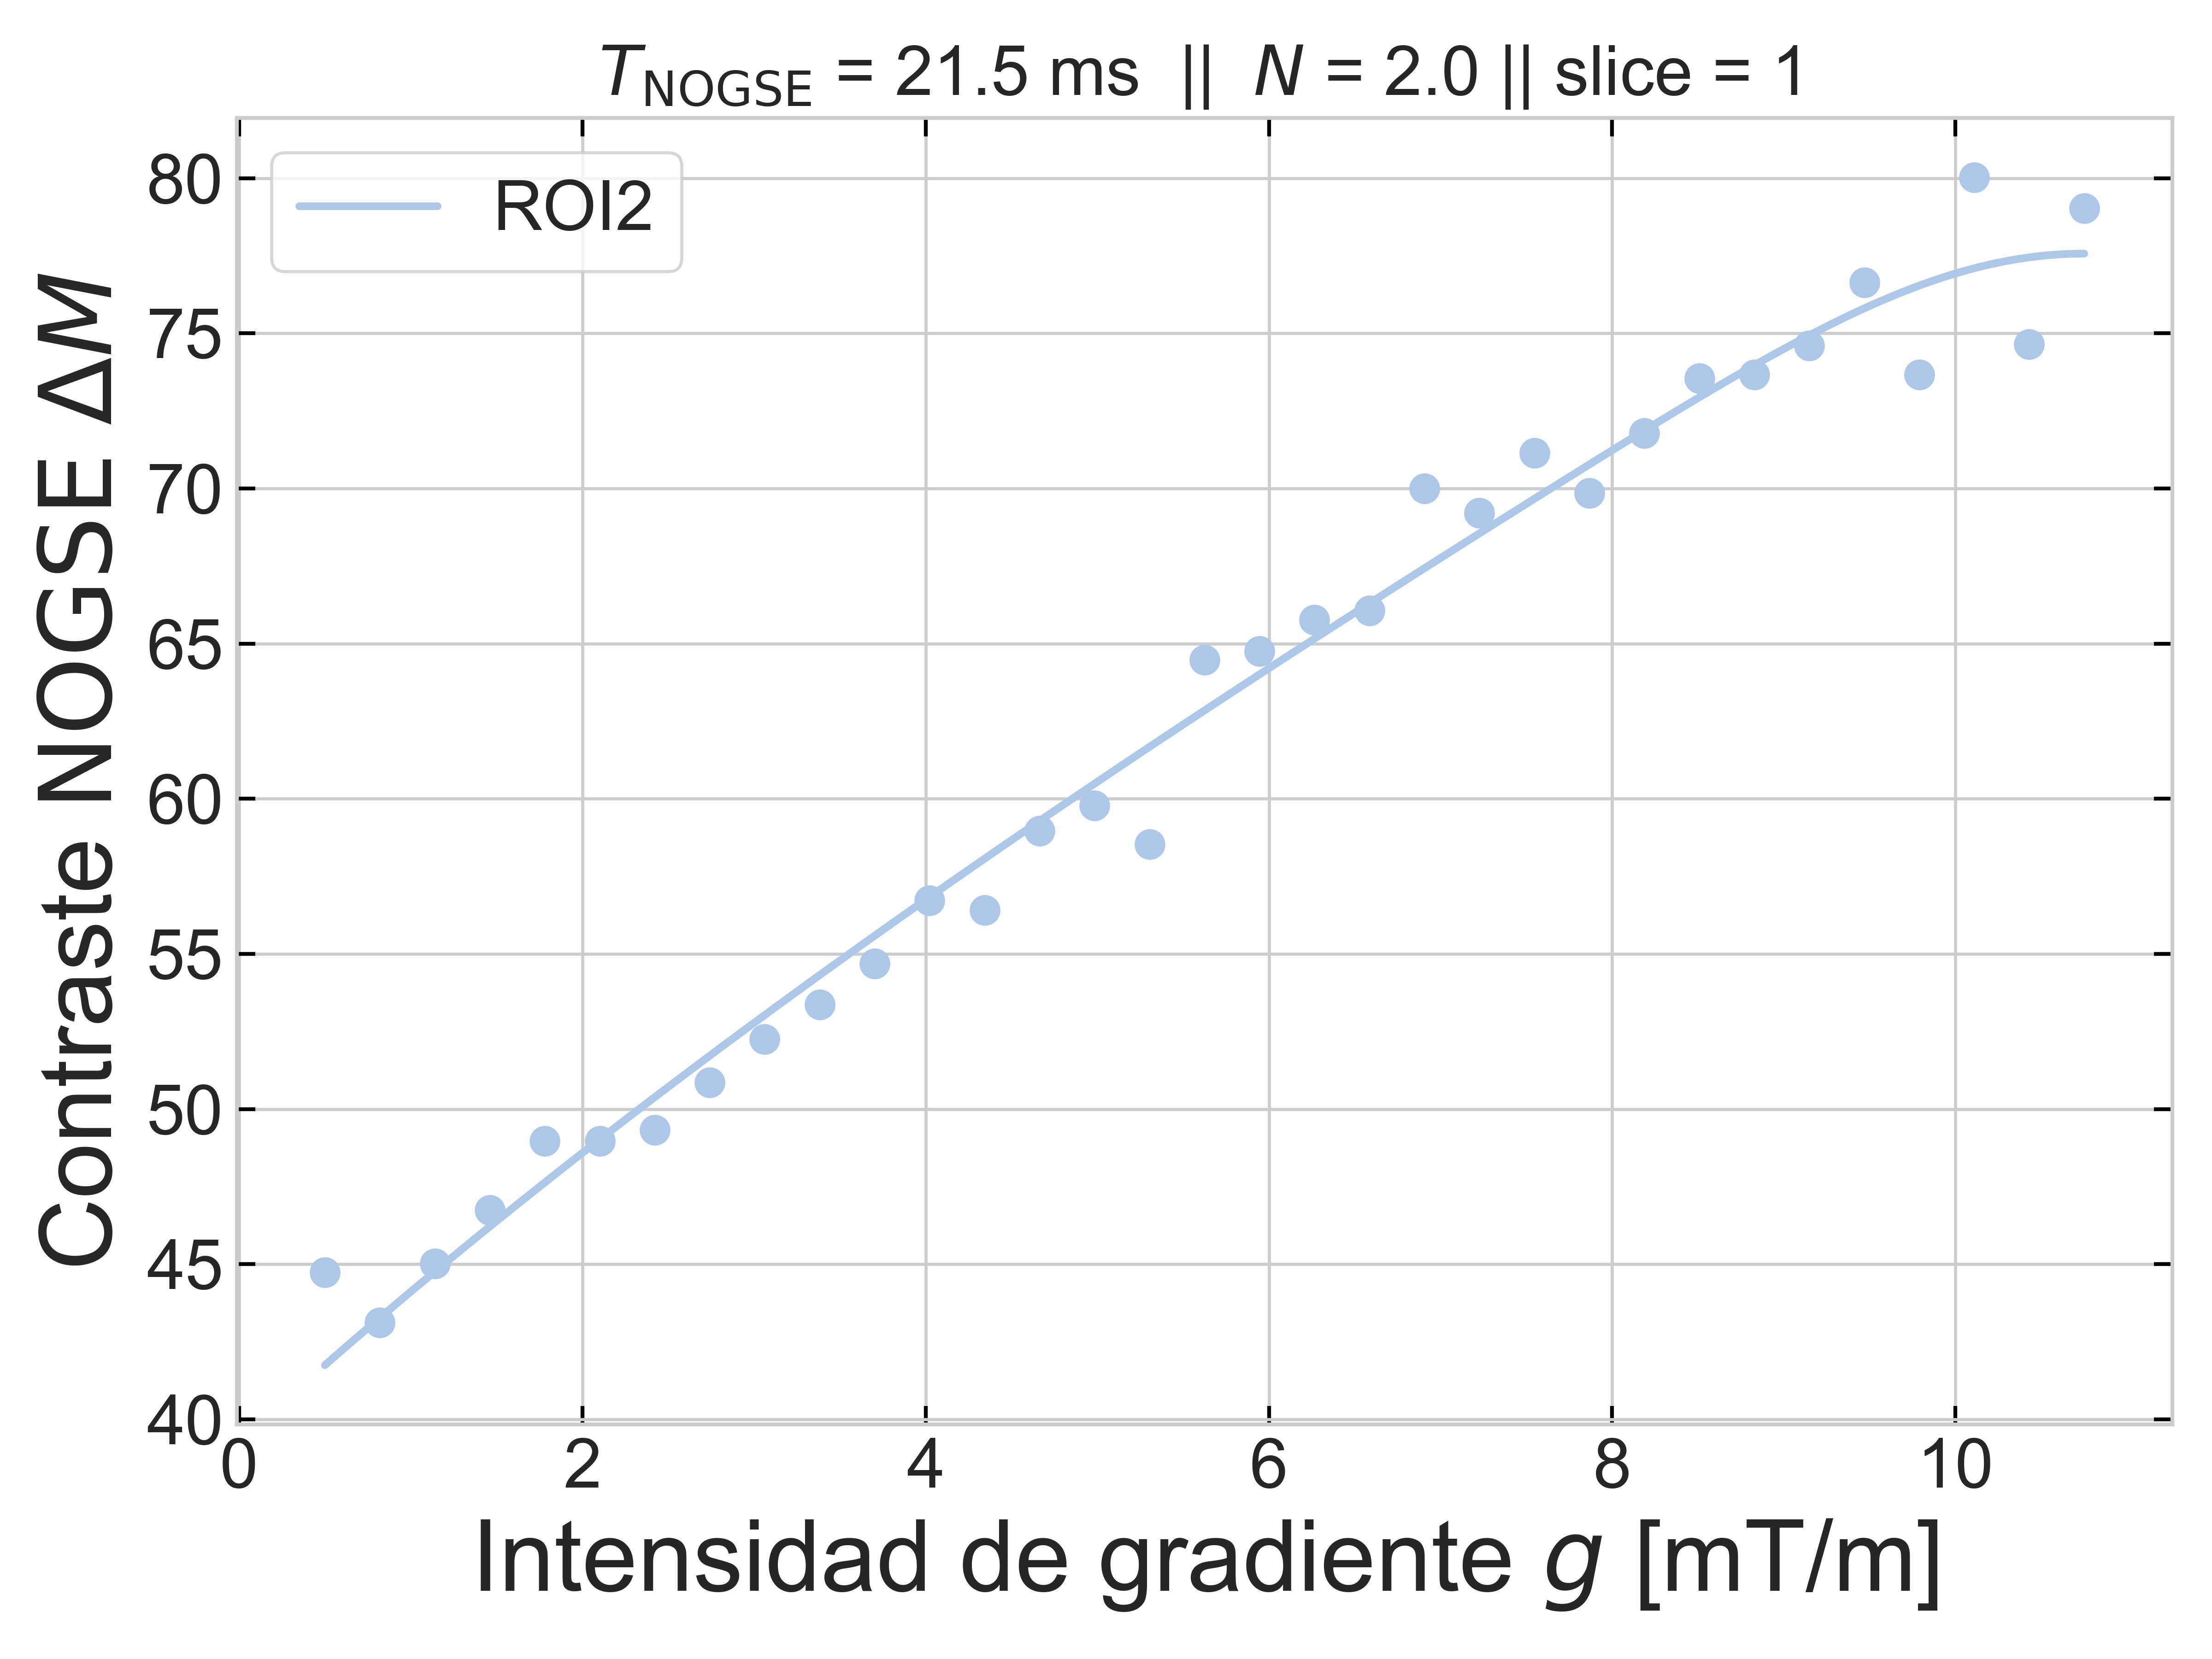 T_NOGSE = 21.5 ms || N = 2.0 || slice = 1
ROI2
Contraste NOGSE ΔM
80
75
70
65
60
55
50
45
40
0 2 4 6 8 10
Intensidad de gradiente g [mT/m]